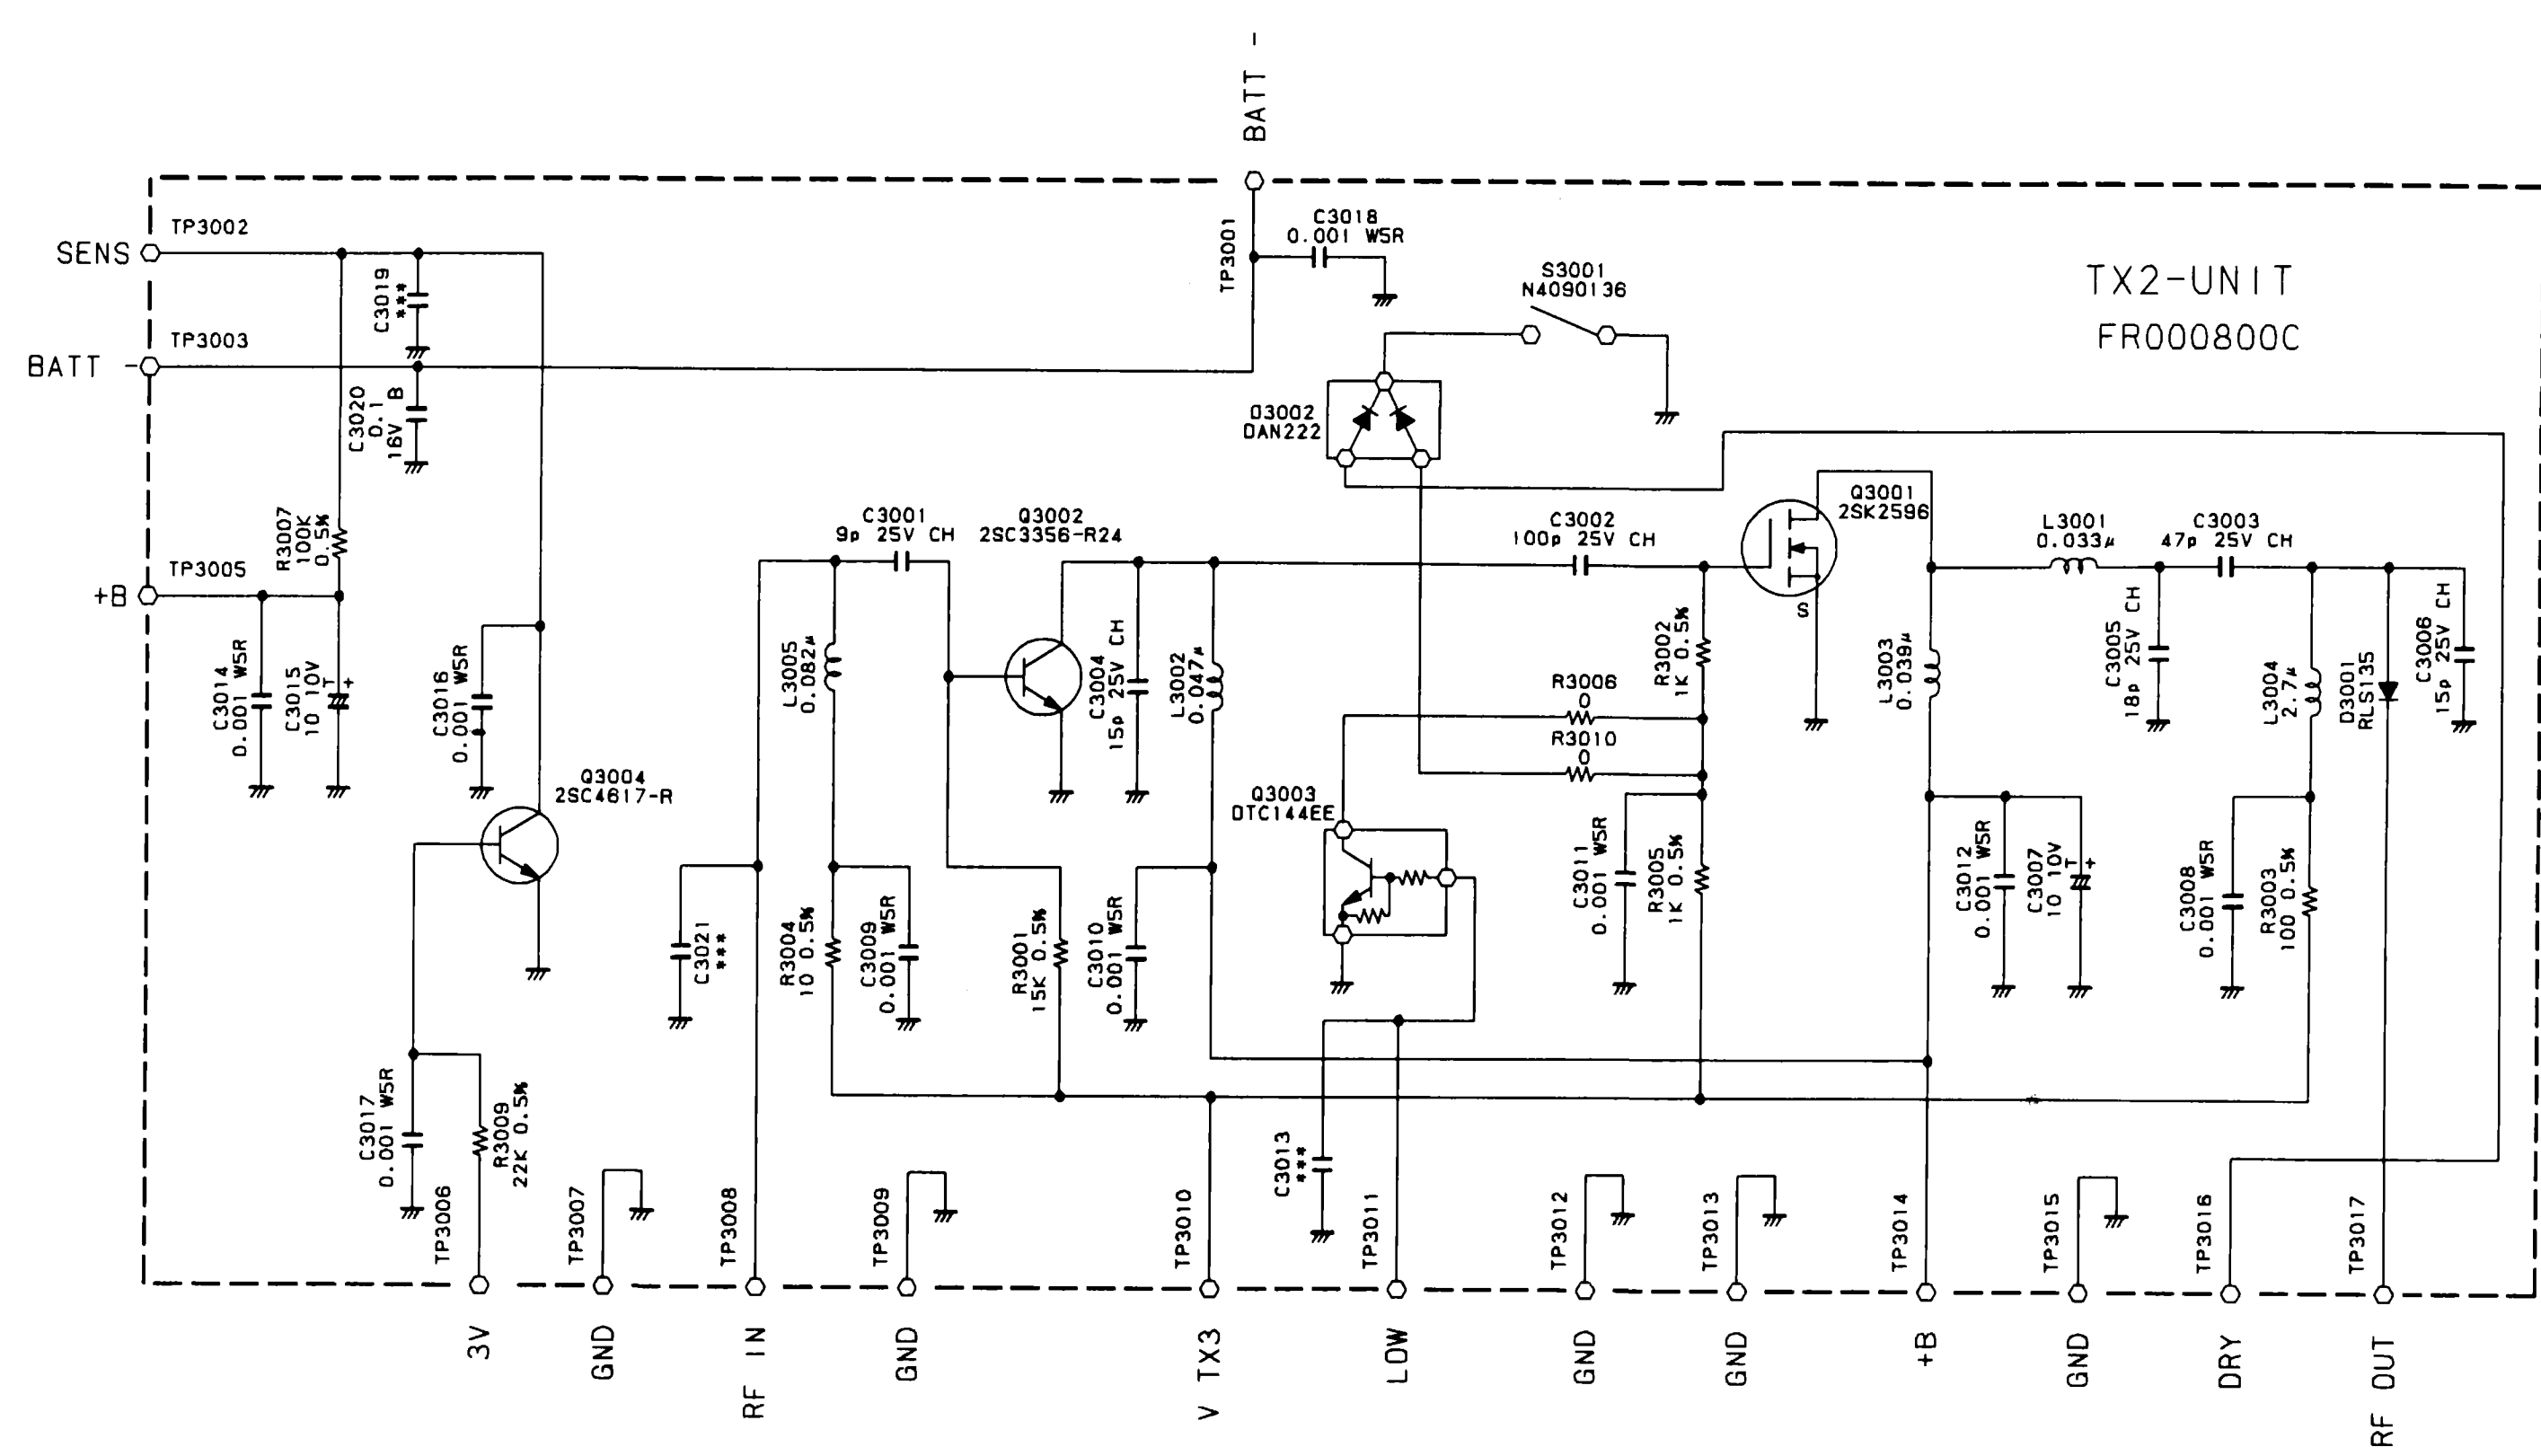 BATT -
TX2-UNIT
FR000800C
SENS
TP3002
BATT -
TP3003
+B
TP3005
TP3001
C3018
0.001 W5R
S3001
N4090136
C3019
***
C3020
0.1
16V B
R3007
100K
0.5%
C3014
0.001 W5R
C3015
10 10V
T
+
C3016
0.001 W5R
Q3004
2SC4617-R
C3017
0.001 W5R
R3009
22K 0.5%
D3002
DAN222
C3001
9p 25V CH
Q3002
2SC3356-R24
L3005
0.082μ
C3004
15p 25V CH
L3002
0.047μ
C3021
***
R3004
10 0.5%
C3009
0.001 W5R
R3001
15K 0.5%
C3010
0.001 W5R
C3002
100p 25V CH
Q3001
2SK2596
S
R3002
1K 0.5%
R3006
0
R3010
0
Q3003
DTC144EE
C3011
0.001 W5R
R3005
1K 0.5%
C3013
***
L3003
0.039μ
L3001
0.033μ
C3003
47p 25V CH
C3005
18p 25V CH
L3004
2.7μ
D3001
RLS135
C3006
15p 25V CH
C3012
0.001 W5R
C3007
10 10V
T
+
C3008
0.001 W5R
R3003
100 0.5%
TP3006
TP3007
TP3008
TP3009
TP3010
TP3011
TP3012
TP3013
TP3014
TP3015
TP3016
TP3017
3V
GND
RF IN
GND
V TX3
LOW
GND
GND
+B
GND
DRY
RF OUT